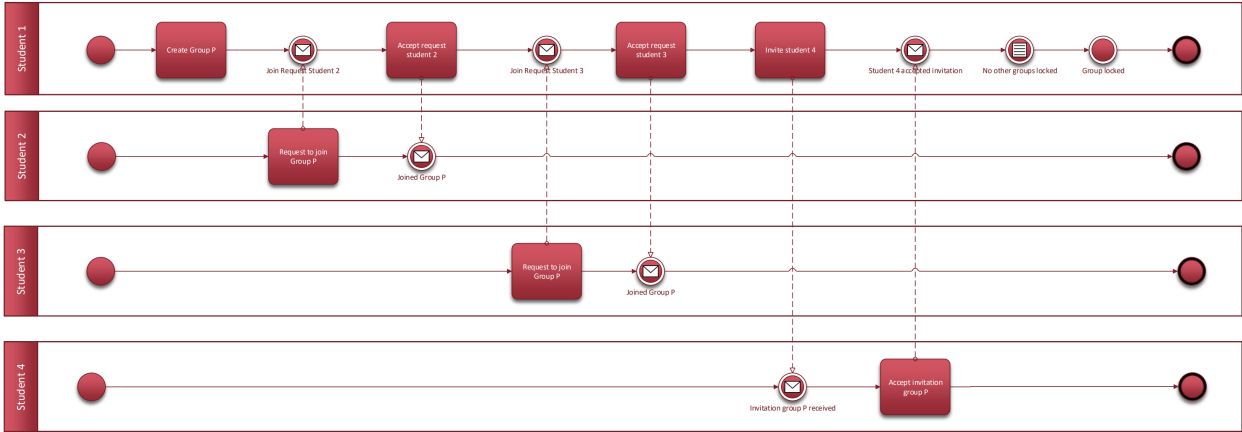 Student 1
Create Group P
Join Request Student 2
Accept request
student 2
Join Request Student 3
Accept request
student 3
Invite student 4
Student 4 accepted invitation
No other groups locked
Group locked
Student 2
Request to join
Group P
Joined Group P
Student 3
Request to join
Group P
Joined Group P
Student 4
Invitation group P received
Accept invitation
group P